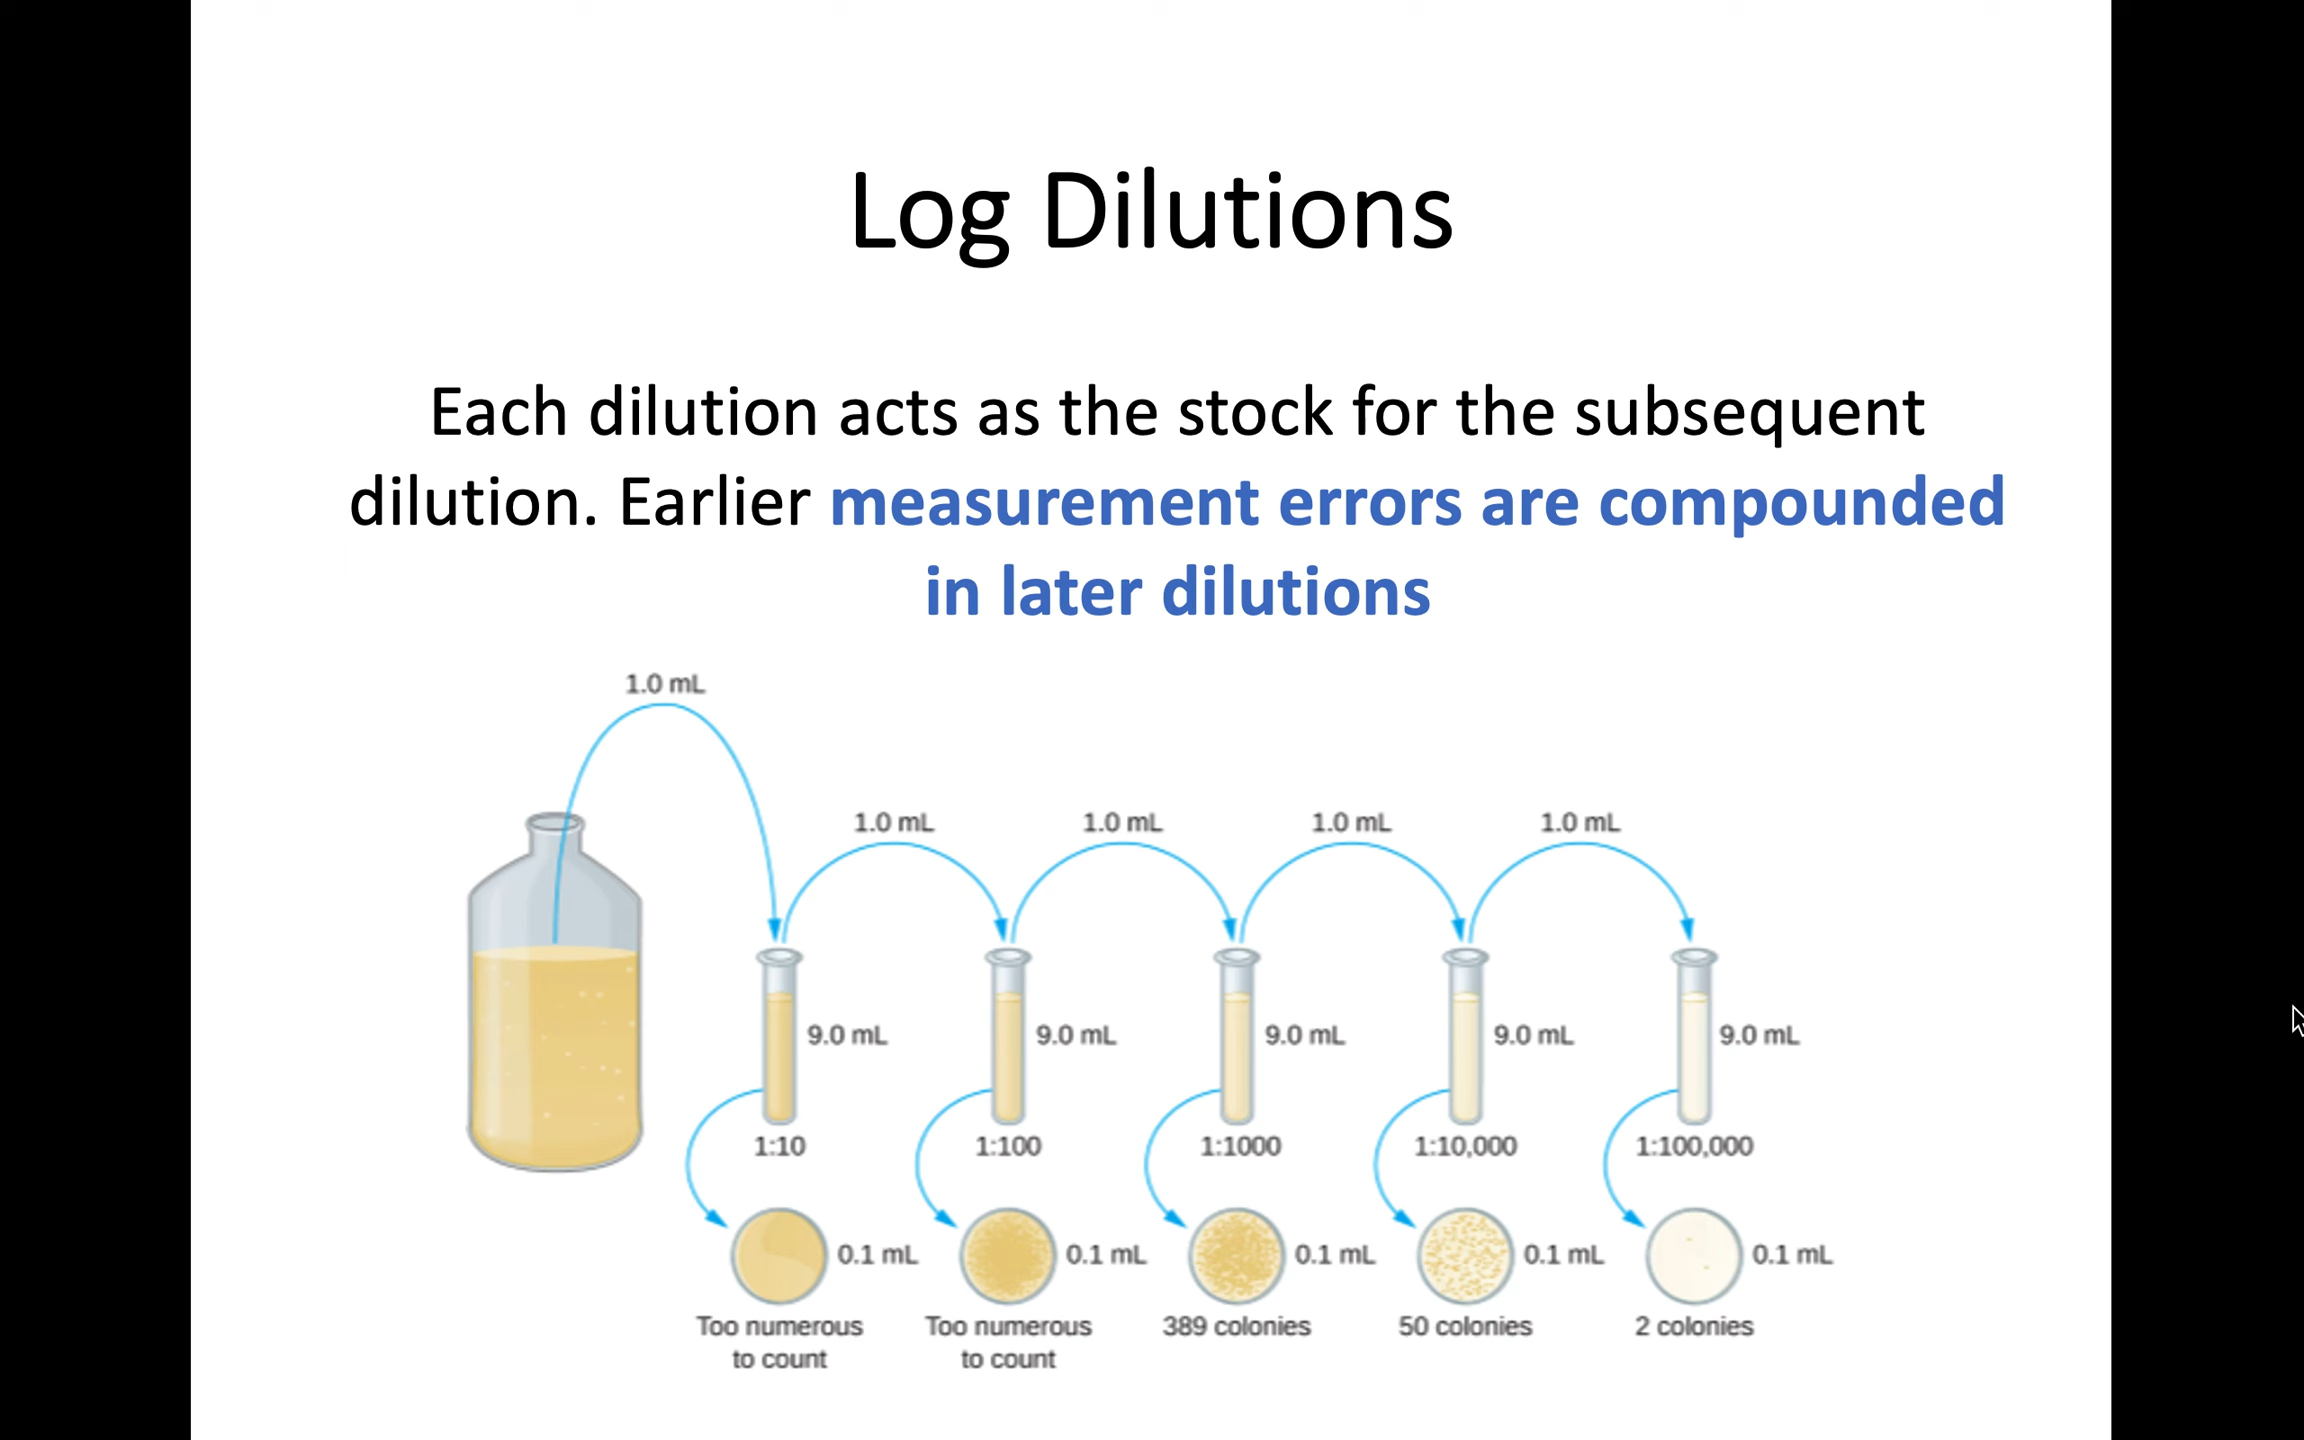 Log Dilutions
Each dilution acts as the stock for the subsequent
dilution. Earlier measurement errors are compounded
in later dilutions
1.0 mL
1.0 mL
1.0 mL
1.0 mL
1.0 mL
9.0 mL
9.0 mL
9.0 mL
9.0 mL
9.0 mL
1:10
1:100
1:1000
1:10,000
1:100,000
0.1 mL
0.1 mL
0.1 mL
0.1 mL
0.1 mL
Too numerous
to count
Too numerous
to count
389 colonies
50 colonies
2 colonies